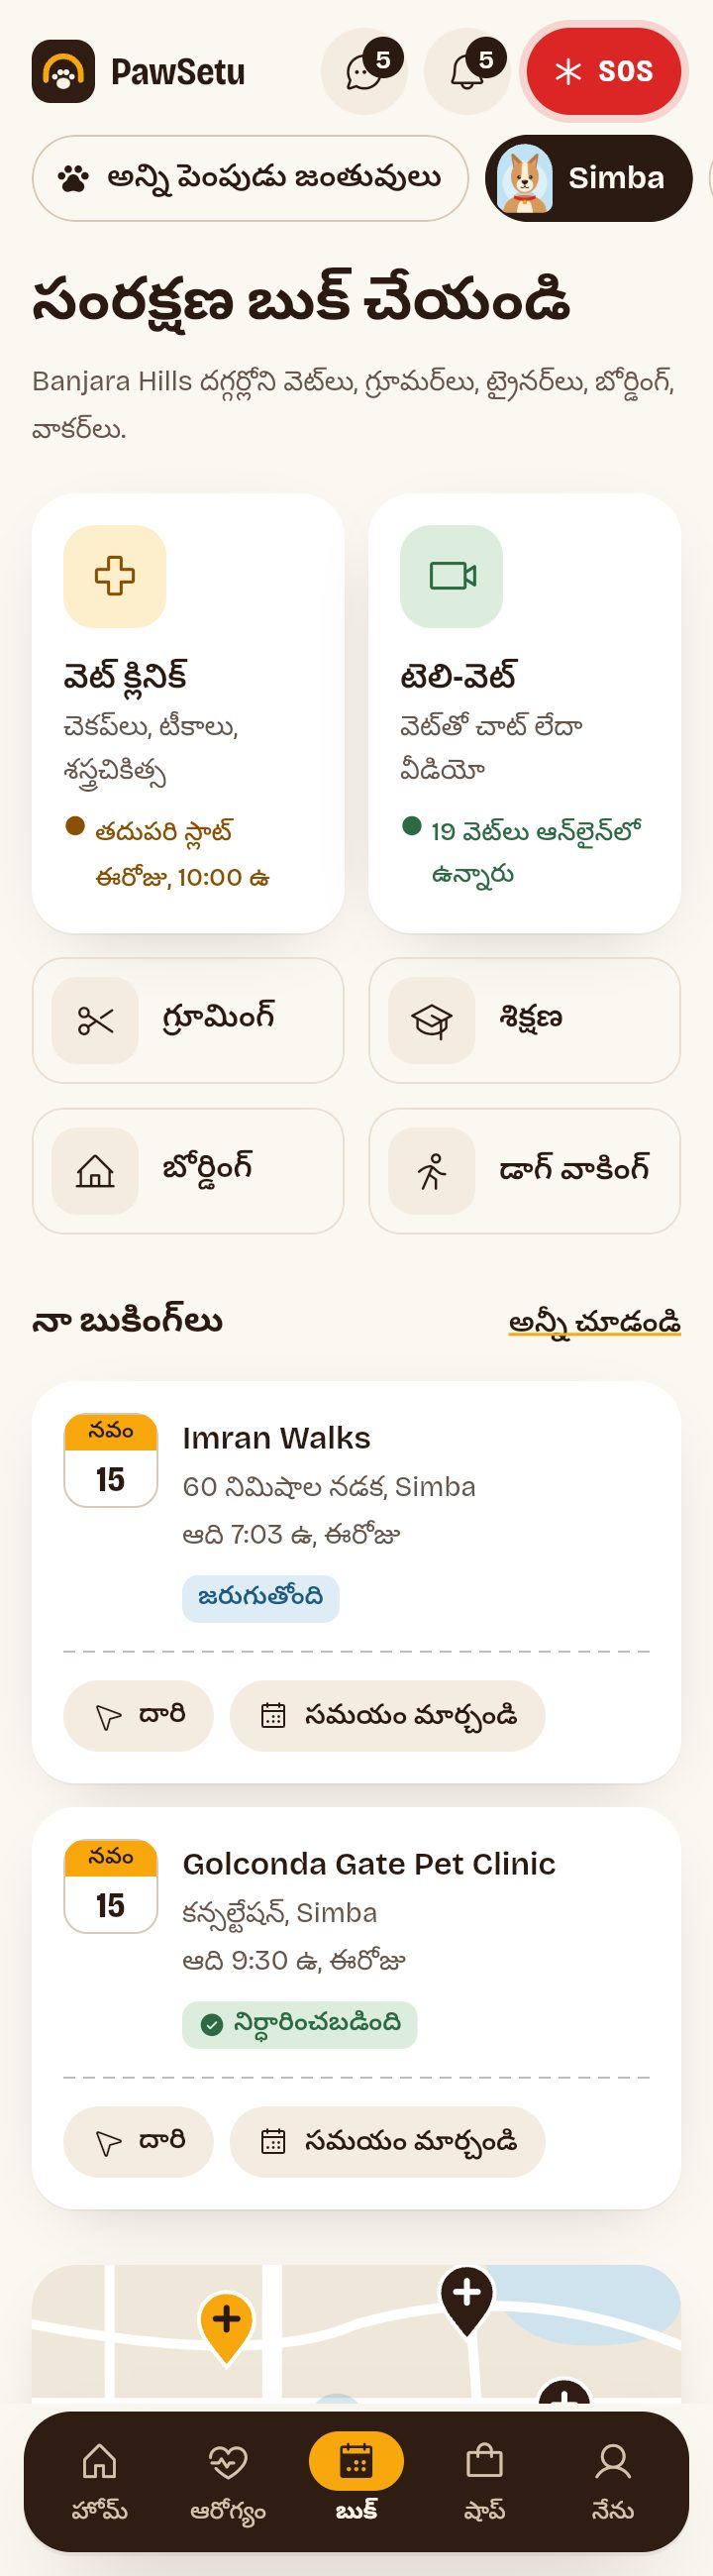 PawSetu
5
5
SOS
అన్ని పెంపుడు జంతువులు
Simba
సంరక్షణ బుక్ చేయండి
Banjara Hills దగ్గర్లోని వెట్‌లు, గ్రూమర్‌లు, ట్రైనర్‌లు, బోర్డింగ్,
వాకర్‌లు.
వెట్ క్లినిక్
చెకప్‌లు, టీకాలు,
శస్త్రచికిత్స
తదుపరి స్లాట్
ఈరోజు, 10:00 ఉ
టెలి-వెట్
వెట్‌తో చాట్ లేదా
వీడియో
19 వెట్‌లు ఆన్‌లైన్‌లో
ఉన్నారు
గ్రూమింగ్
శిక్షణ
బోర్డింగ్
డాగ్ వాకింగ్
నా బుకింగ్‌లు
అన్నీ చూడండి
నవం
15
Imran Walks
60 నిమిషాల నడక, Simba
ఆది 7:03 ఉ, ఈరోజు
జరుగుతోంది
దారి
సమయం మార్చండి
నవం
15
Golconda Gate Pet Clinic
కన్సల్టేషన్, Simba
ఆది 9:30 ఉ, ఈరోజు
నిర్ధారించబడింది
దారి
సమయం మార్చండి
హోమ్
ఆరోగ్యం
బుక్
షాప్
నేను